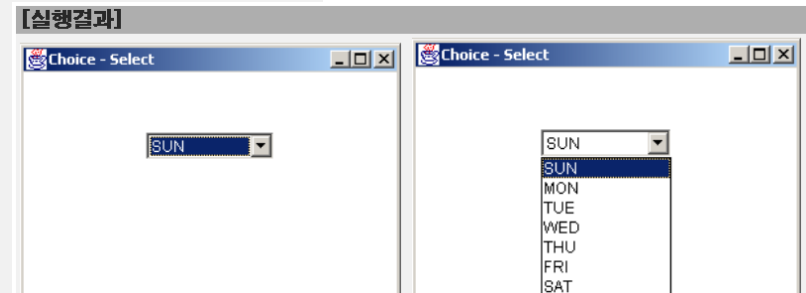 [실행결과]
Choice - Select
SUN
Choice - Select
SUN
SUN
MON
TUE
WED
THU
FRI
SAT